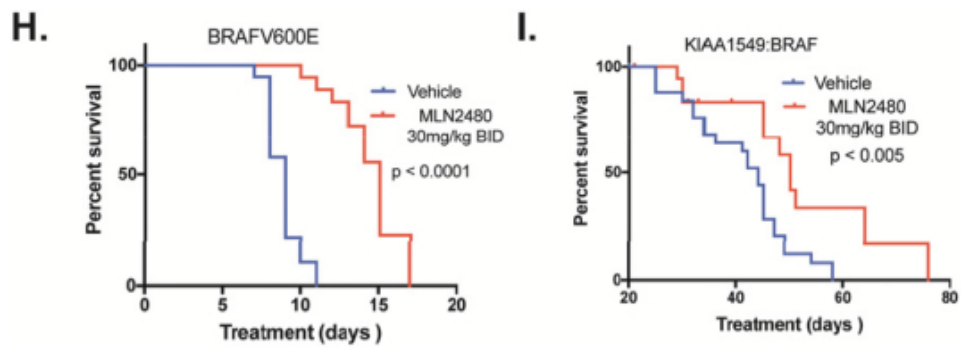 H.
BRAFV600E
Percent survival
100
50
0
0 5 10 15 20
Treatment (days )
Vehicle
MLN2480
30mg/kg BID
p < 0.0001
I.
KIAA1549:BRAF
Percent survival
100
50
0
20 40 60 80
Treatment (days )
Vehicle
MLN2480
30mg/kg BID
p < 0.005